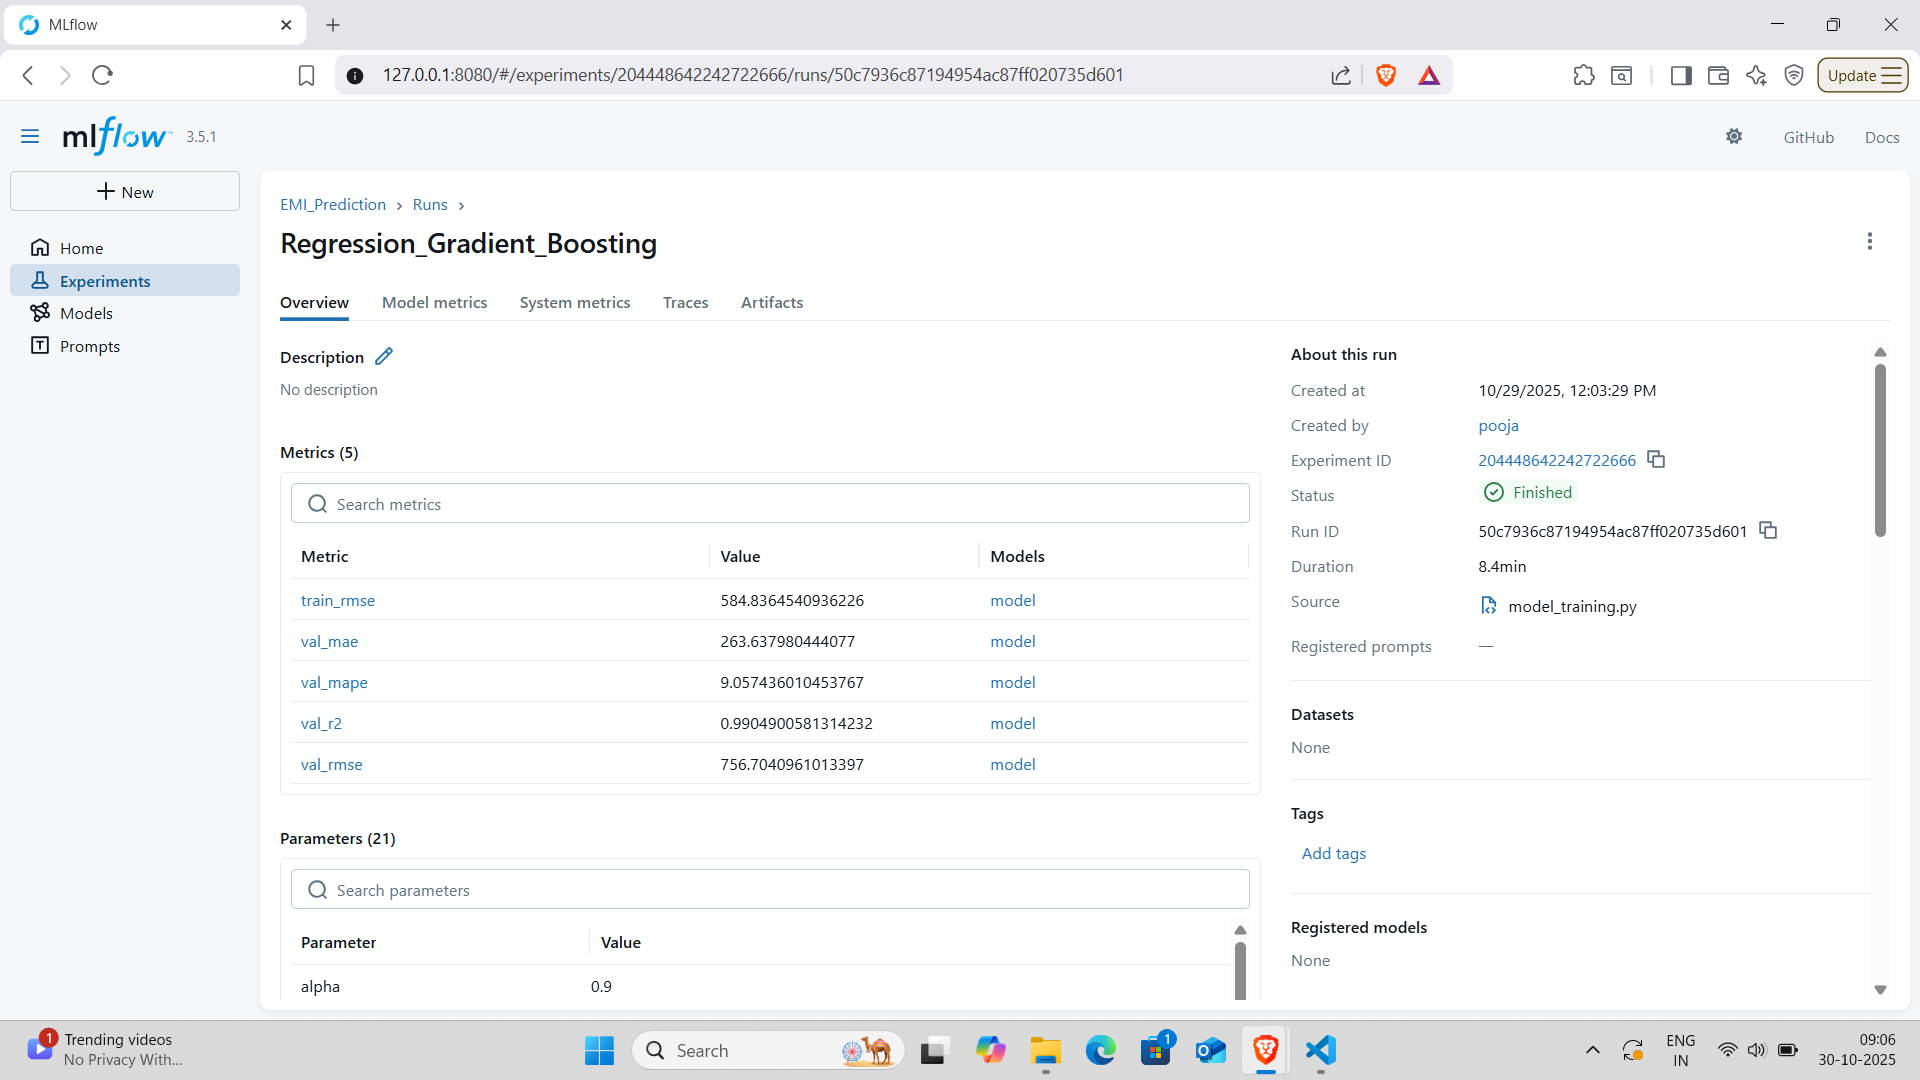 MLflow
127.0.0.1:8080/#/experiments/204448642242722666/runs/50c7936c87194954ac87ff020735d601
Update
mlflow™ 3.5.1
GitHub
Docs
New
Home
Experiments
Models
Prompts
EMI_Prediction > Runs >
Regression_Gradient_Boosting
Overview
Model metrics
System metrics
Traces
Artifacts
Description
No description
Metrics (5)
Search metrics
Metric Value Models
train_rmse 584.8364540936226 model
val_mae 263.637980444077 model
val_mape 9.057436010453767 model
val_r2 0.9904900581314232 model
val_rmse 756.7040961013397 model
Parameters (21)
Search parameters
Parameter Value
alpha 0.9
About this run
Created at 10/29/2025, 12:03:29 PM
Created by pooja
Experiment ID 204448642242722666
Status Finished
Run ID 50c7936c87194954ac87ff020735d601
Duration 8.4min
Source model_training.py
Registered prompts —
Datasets
None
Tags
Add tags
Registered models
None
1
Trending videos
No Privacy With...
Search
1
ENG
IN
09:06
30-10-2025